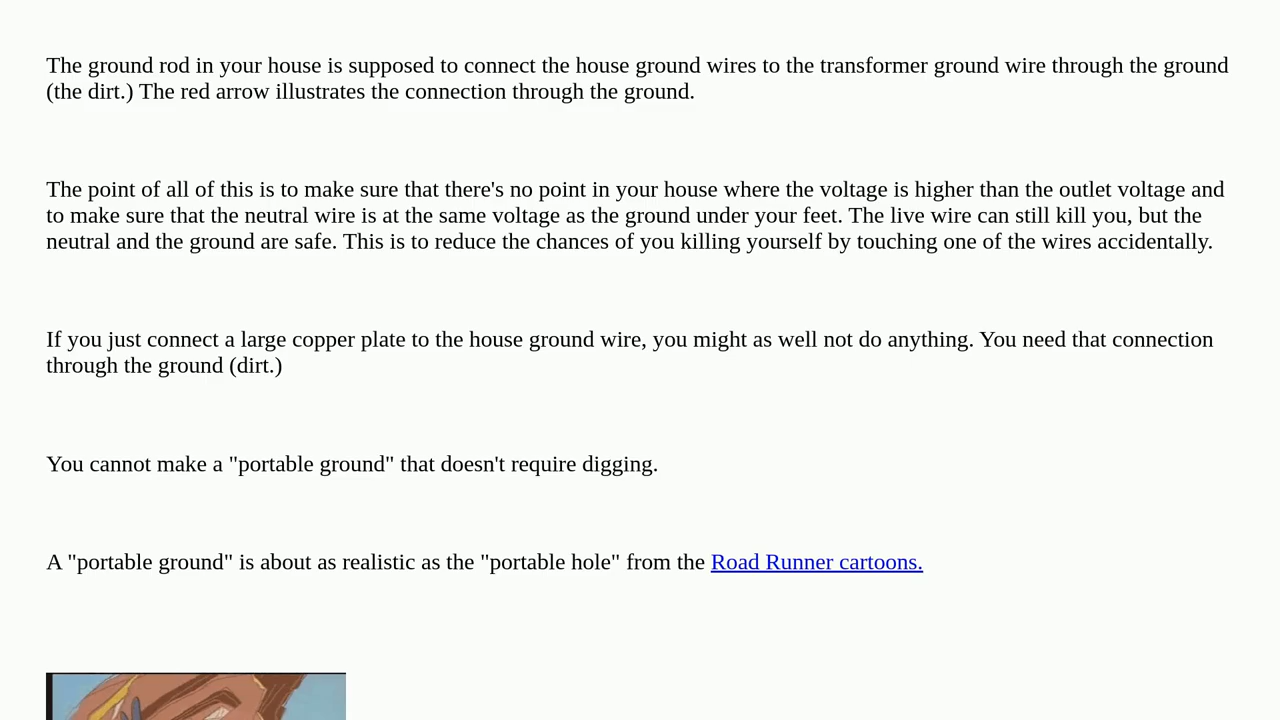 The ground rod in your house is supposed to connect the house ground wires to the transformer ground wire through the ground
(the dirt.) The red arrow illustrates the connection through the ground.
The point of all of this is to make sure that there's no point in your house where the voltage is higher than the outlet voltage and
to make sure that the neutral wire is at the same voltage as the ground under your feet. The live wire can still kill you, but the
neutral and the ground are safe. This is to reduce the chances of you killing yourself by touching one of the wires accidentally.
If you just connect a large copper plate to the house ground wire, you might as well not do anything. You need that connection
through the ground (dirt.)
You cannot make a "portable ground" that doesn't require digging.
A "portable ground" is about as realistic as the "portable hole" from the Road Runner cartoons.